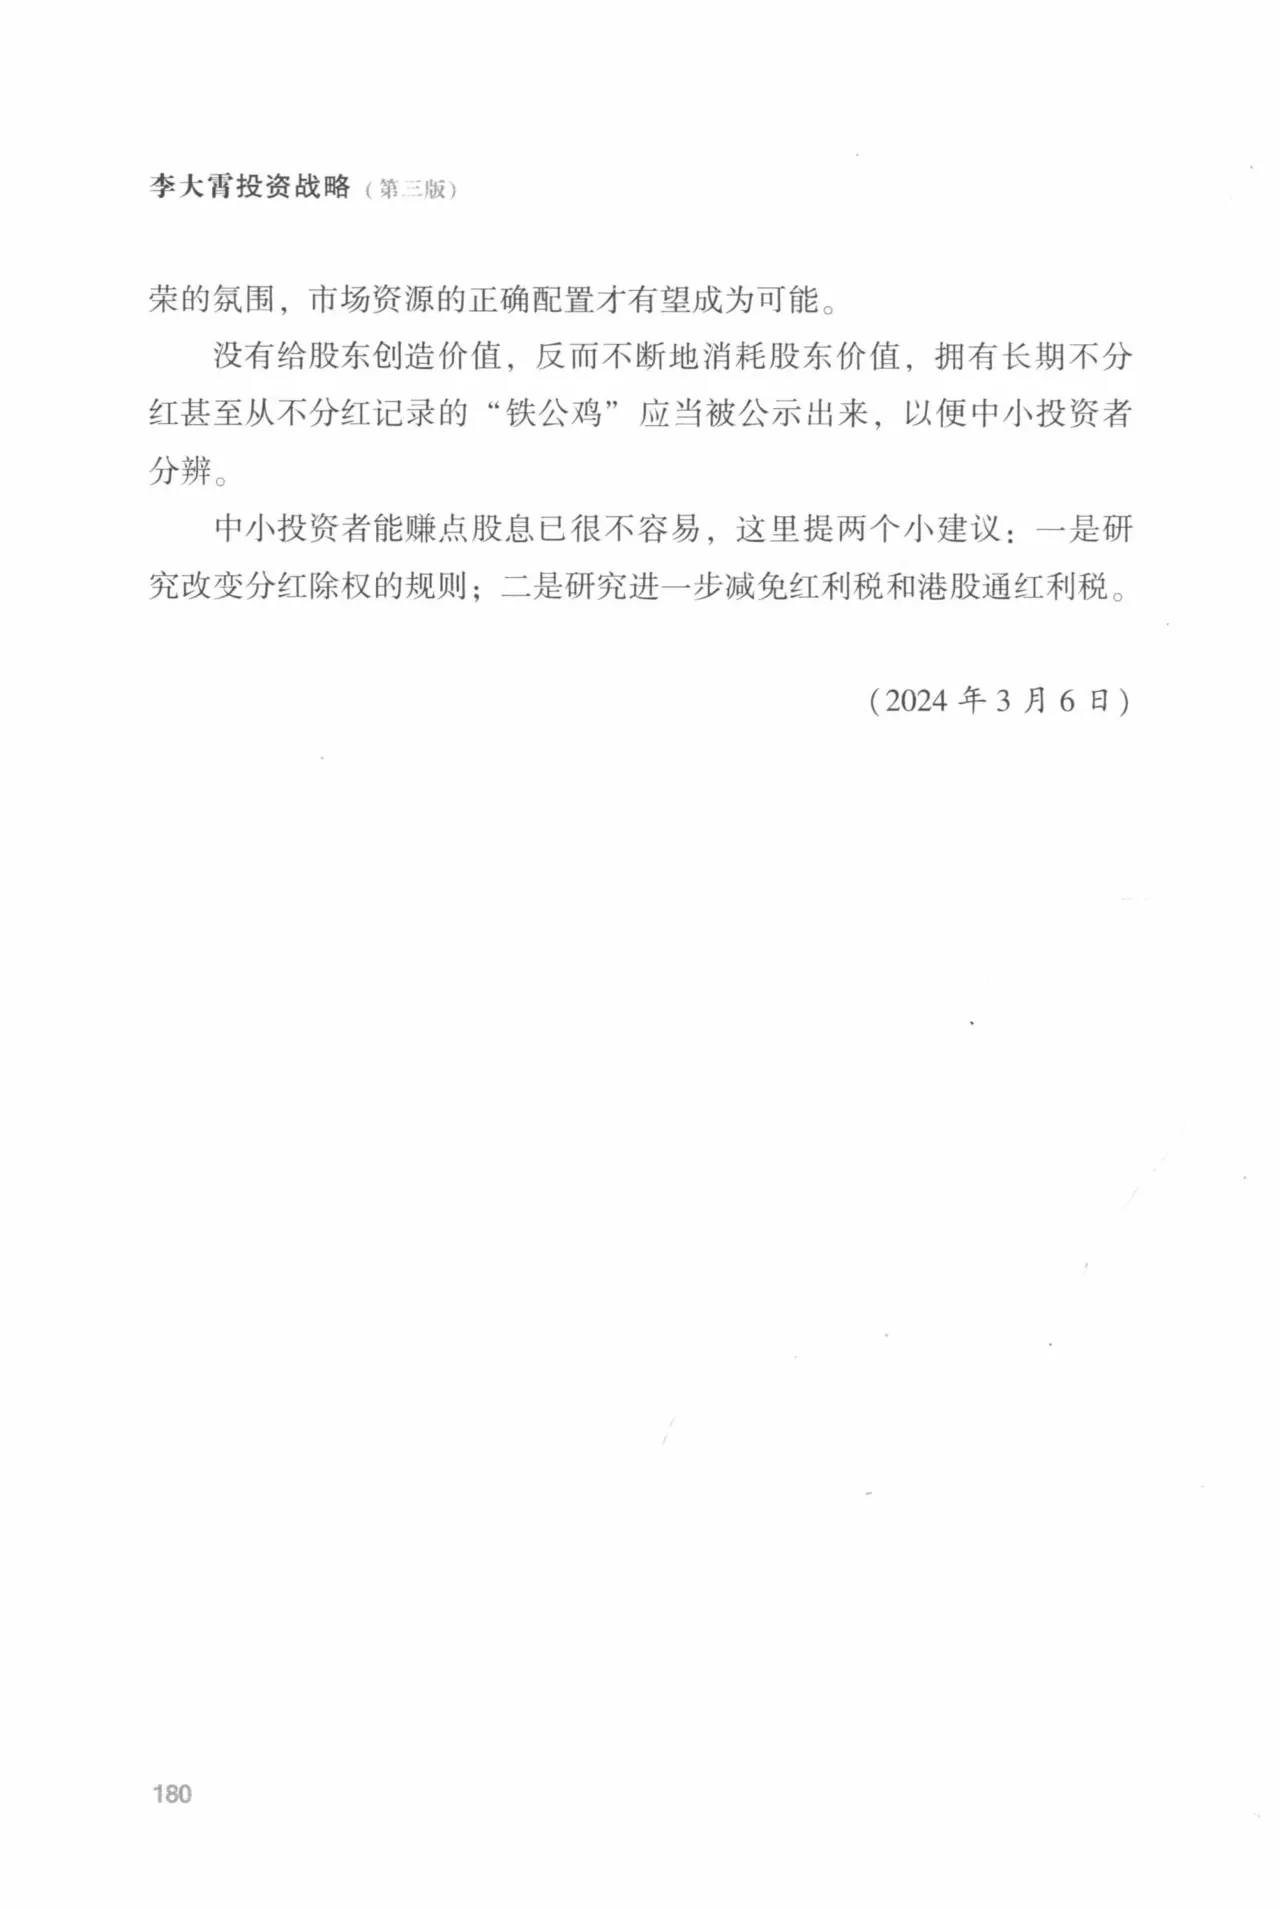 李大霄投资战略（第三版）
荣的氛围，市场资源的正确配置才有望成为可能。
没有给股东创造价值，反而不断地消耗股东价值，拥有长期不分
红甚至从不分红记录的“铁公鸡”应当被公示出来，以便中小投资者
分辨。
中小投资者能赚点股息已很不容易，这里提两个小建议：一是研
究改变分红除权的规则；二是研究进一步减免红利税和港股通红利税。
（2024 年 3 月 6 日）
180